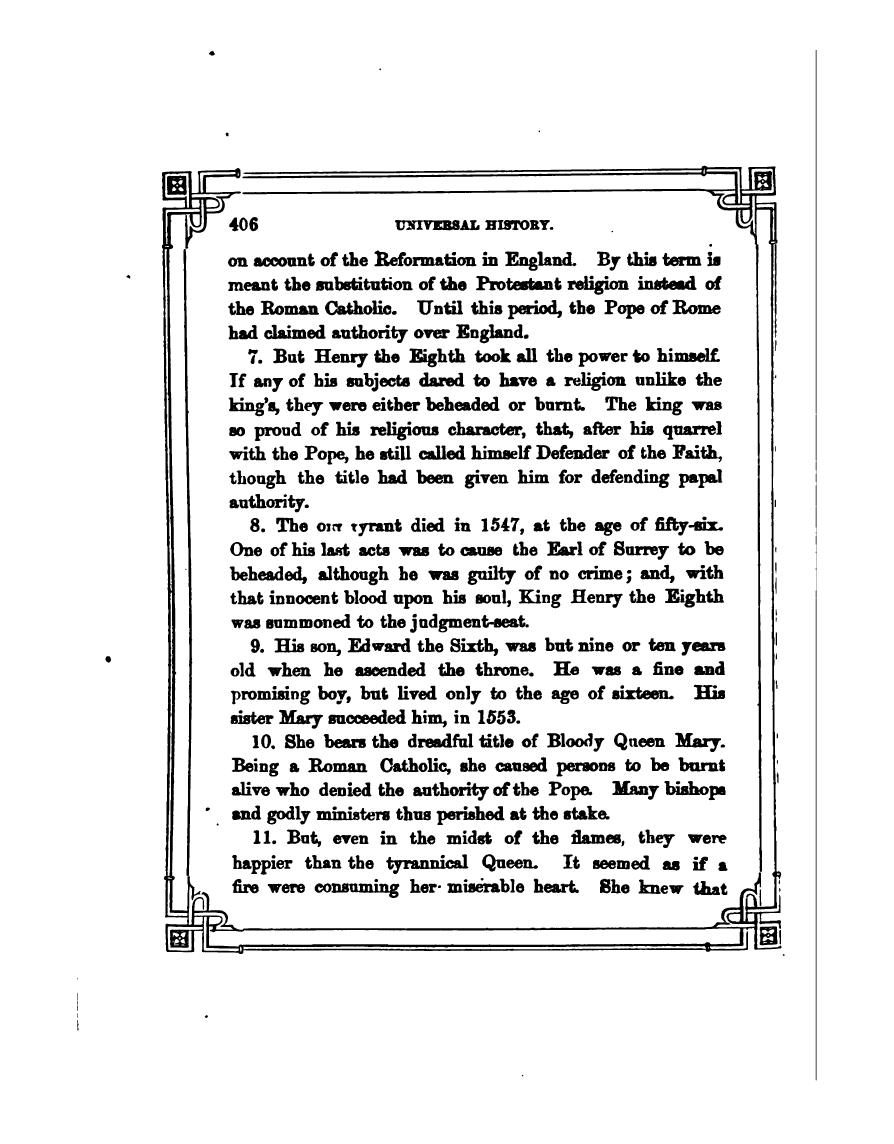 406 UNIVERSAL HISTORY.
on account of the Reformation in England. By this term is
meant the substitution of the Protestant religion instead of
the Roman Catholic. Until this period, the Pope of Rome
had claimed authority over England.
7. But Henry the Eighth took all the power to himself.
If any of his subjects dared to have a religion unlike the
king's, they were either beheaded or burnt. The king was
so proud of his religious character, that, after his quarrel
with the Pope, he still called himself Defender of the Faith,
though the title had been given him for defending papal
authority.
8. The tyrant died in 1547, at the age of fifty-six.
One of his last acts was to cause the Earl of Surrey to be
beheaded, although he was guilty of no crime; and, with
that innocent blood upon his soul, King Henry the Eighth
was summoned to the judgment-seat.
9. His son, Edward the Sixth, was but nine or ten years
old when he ascended the throne. He was a fine and
promising boy, but lived only to the age of sixteen. His
sister Mary succeeded him, in 1553.
10. She bears the dreadful title of Bloody Queen Mary.
Being a Roman Catholic, she caused persons to be burnt
alive who denied the authority of the Pope. Many bishops
and godly ministers thus perished at the stake.
11. But, even in the midst of the flames, they were
happier than the tyrannical Queen. It seemed as if a
fire were consuming her miserable heart. She knew that